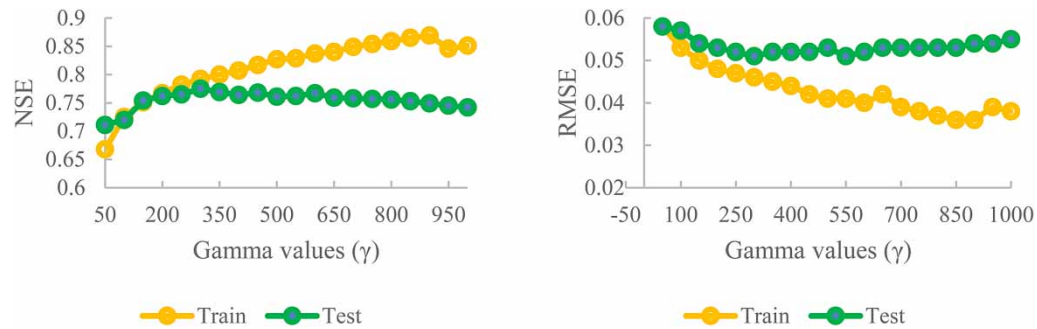 0.9
0.85
0.8
0.75
0.7
0.65
0.6
NSE
50 200 350 500 650 800 950
Gamma values (γ)
Train Test
0.06
0.05
0.04
0.03
0.02
RMSE
-50 100 250 400 550 700 850 1000
Gamma values (γ)
Train Test